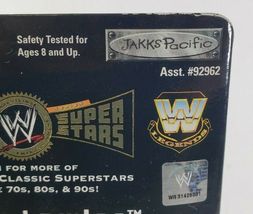 Safety Tested for
Ages 8 and Up.
JAKKS Pacific
Asst. #92962
W
SUPER
STARS
LEGENDS
FOR MORE OF
CLASSIC SUPERSTARS
70s, 80s, & 90s!
W
TM